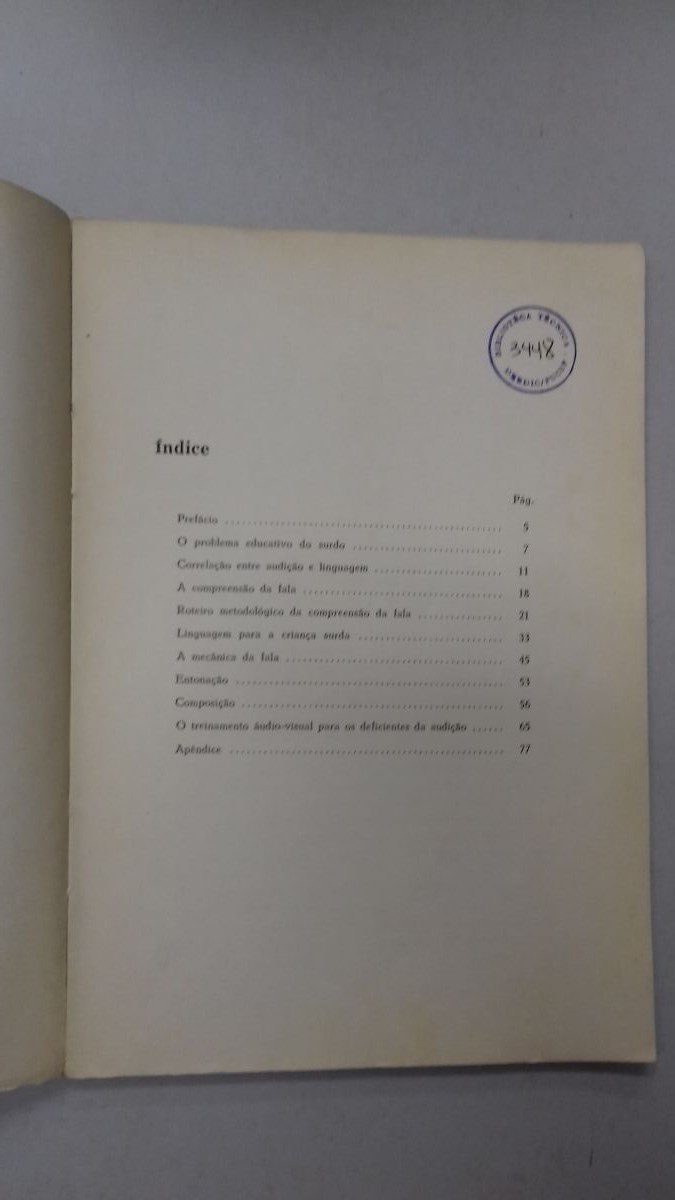 BIBLIOTÉCA TÉCNICA
3448
Índice
Pág.
Prefácio ........ 5
O problema educativo do surdo ........ 7
Correlação entre audição e linguagem ........ 11
A compreensão da fala ........ 18
Roteiro metodológico da compreensão da fala ........ 21
Linguagem para a criança surda ........ 33
A mecânica da fala ........ 45
Entonação ........ 53
Composição ........ 56
O treinamento áudio-visual para os deficientes da audição ...... 65
Apêndice ........ 77